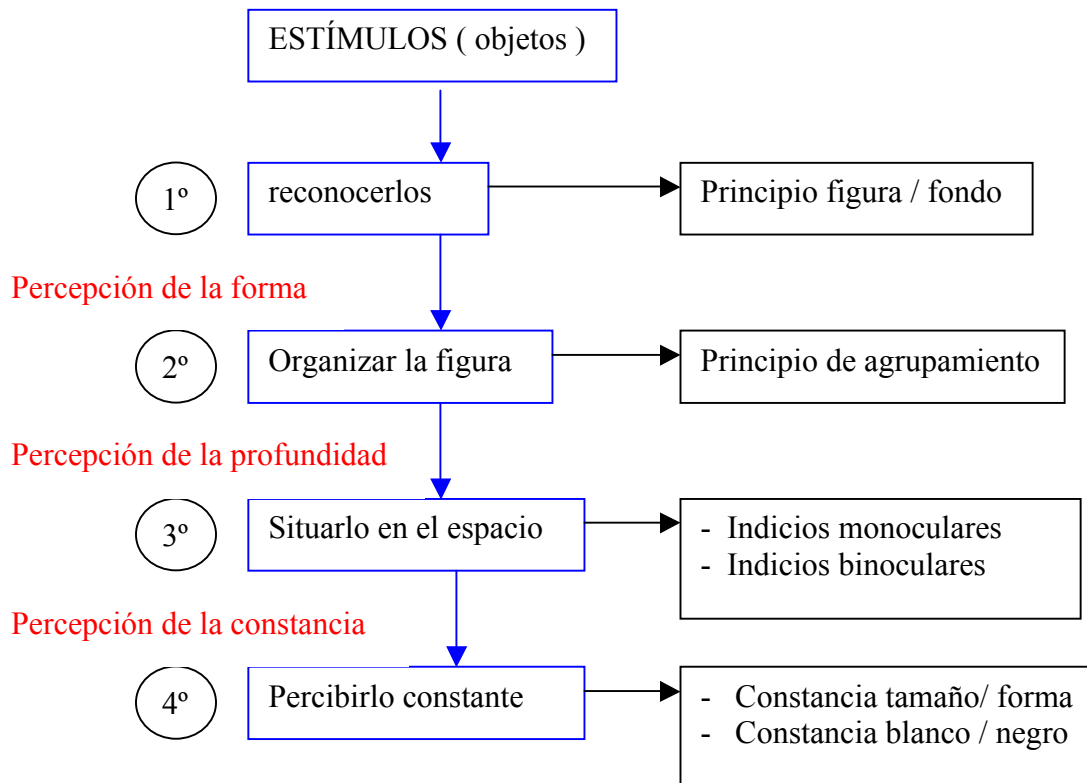 ESTÍMULOS ( objetos )
1º
reconocerlos
Principio figura / fondo
Percepción de la forma
2º
Organizar la figura
Principio de agrupamiento
Percepción de la profundidad
3º
Situarlo en el espacio
- Indicios monoculares
- Indicios binoculares
Percepción de la constancia
4º
Percibirlo constante
- Constancia tamaño/ forma
- Constancia blanco / negro